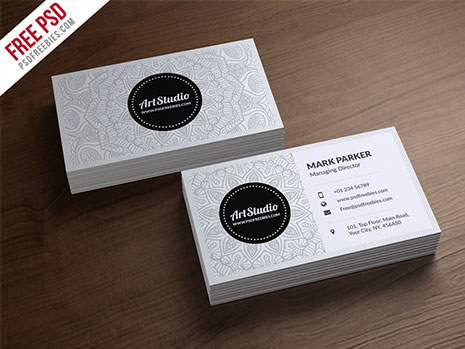 FREE PSD
PSDFREEBIES.COM
ArtStudio
WWW.PSDFREEBIES.COM
ArtStudio
WWW.PSDFREEBIES.COM
MARK PARKER
Managing Director
+01 234 56789
www.psdfreebies.com
Free@psdfreebies.com
101, Top Floor, Main Road,
Your City, NY, 456A50